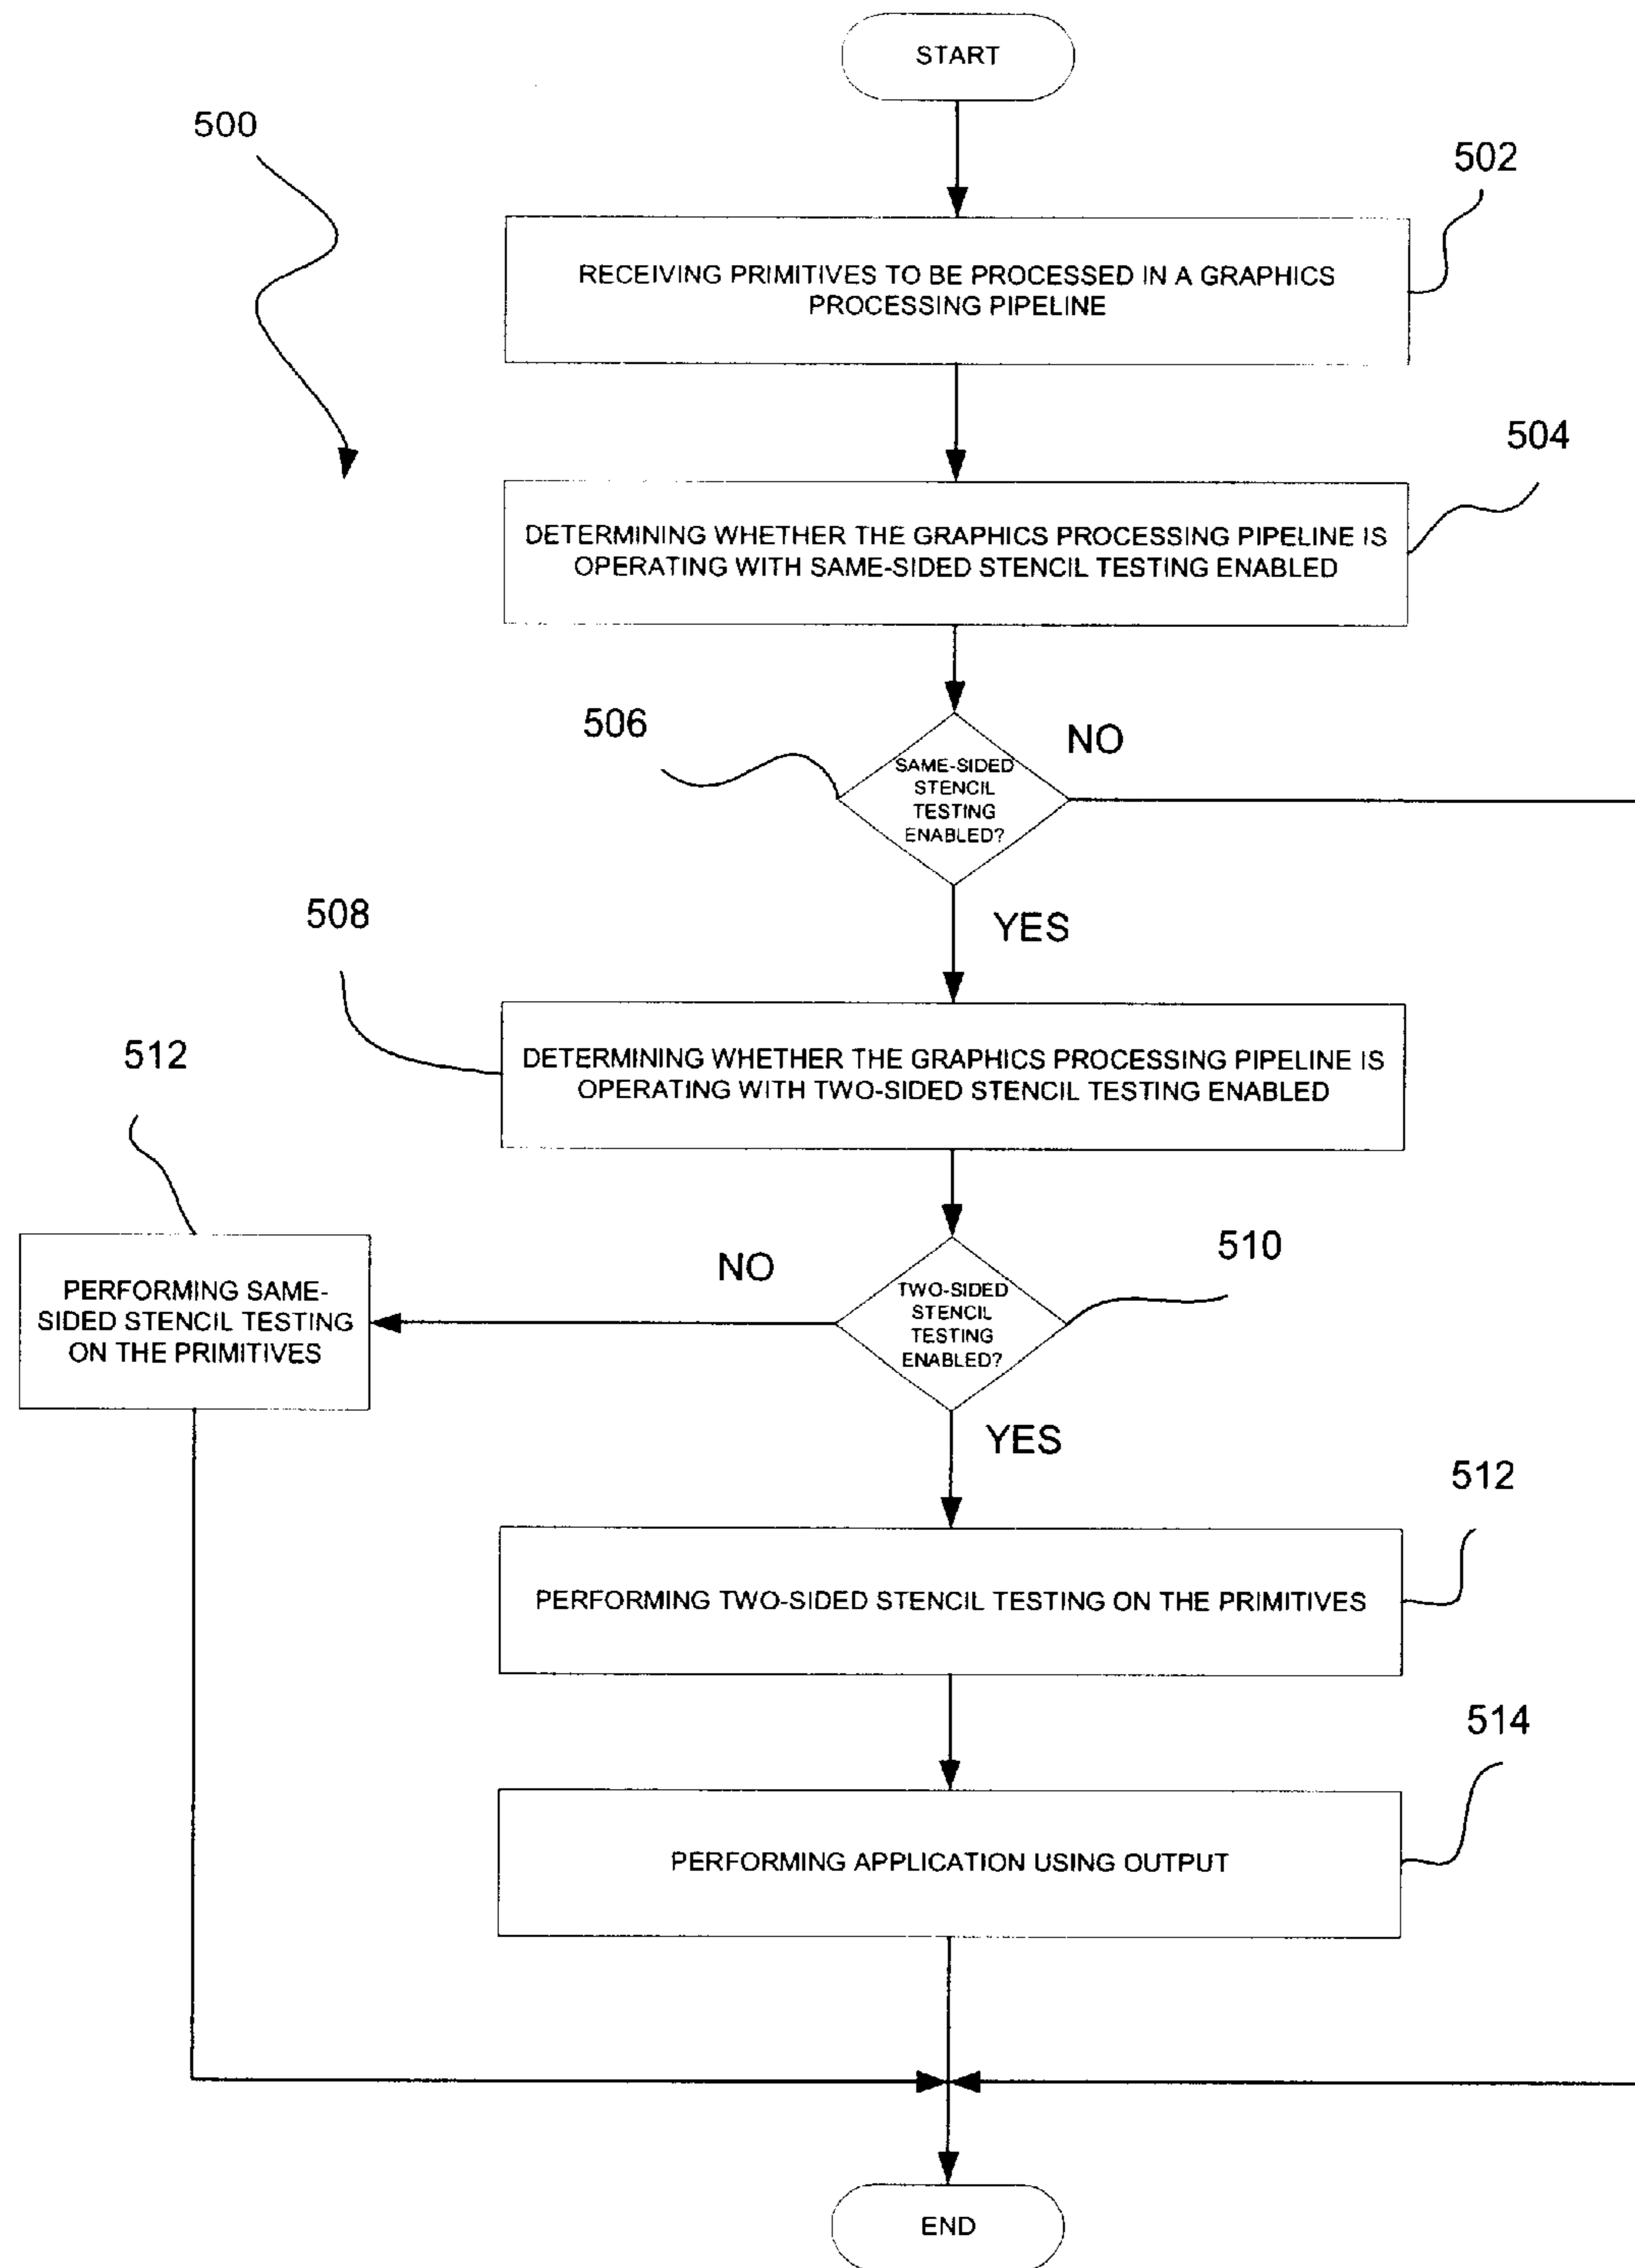 START
500
502
RECEIVING PRIMITIVES TO BE PROCESSED IN A GRAPHICS
PROCESSING PIPELINE
504
DETERMINING WHETHER THE GRAPHICS PROCESSING PIPELINE IS
OPERATING WITH SAME-SIDED STENCIL TESTING ENABLED
506
NO
SAME-SIDED
STENCIL
TESTING
ENABLED?
YES
508
DETERMINING WHETHER THE GRAPHICS PROCESSING PIPELINE IS
OPERATING WITH TWO-SIDED STENCIL TESTING ENABLED
512
PERFORMING SAME-
SIDED STENCIL TESTING
ON THE PRIMITIVES
NO
510
TWO-SIDED
STENCIL
TESTING
ENABLED?
YES
512
PERFORMING TWO-SIDED STENCIL TESTING ON THE PRIMITIVES
514
PERFORMING APPLICATION USING OUTPUT
END